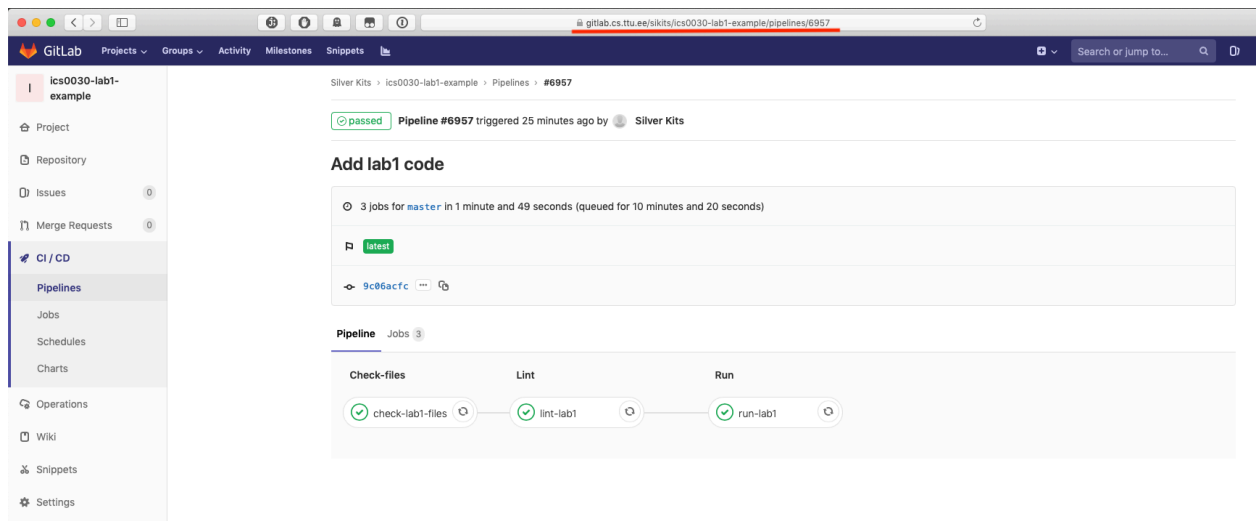 gitlab.cs.ttu.ee/sikits/ics0030-lab1-example/pipelines/6957
GitLab Projects Groups Activity Milestones Snippets Search or jump to...
I ics0030-lab1-example
Project
Repository
Issues 0
Merge Requests 0
CI / CD
Pipelines
Jobs
Schedules
Charts
Operations
Wiki
Snippets
Settings
Silver Kits > ics0030-lab1-example > Pipelines > #6957
passed Pipeline #6957 triggered 25 minutes ago by Silver Kits
Add lab1 code
3 jobs for master in 1 minute and 49 seconds (queued for 10 minutes and 20 seconds)
latest
9c06acfc ...
Pipeline Jobs 3
Check-files Lint Run
check-lab1-files lint-lab1 run-lab1